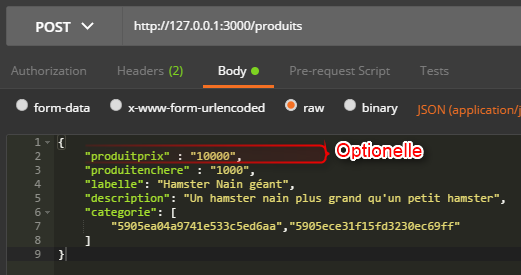 POST http://127.0.0.1:3000/produits
Authorization Headers (2) Body Pre-request Script Tests
form-data x-www-form-urlencoded raw binary JSON (application/j
1 {
2 "produitprix" : "10000", Optionelle
3 "produitenchere" : "1000",
4 "labelle": "Hamster Nain géant",
5 "description": "Un hamster nain plus grand qu'un petit hamster",
6 "categorie": [
7 "5905ea04a9741e533c5ed6aa","5905ece31f15fd3230ec69ff"
8 ]
9 }